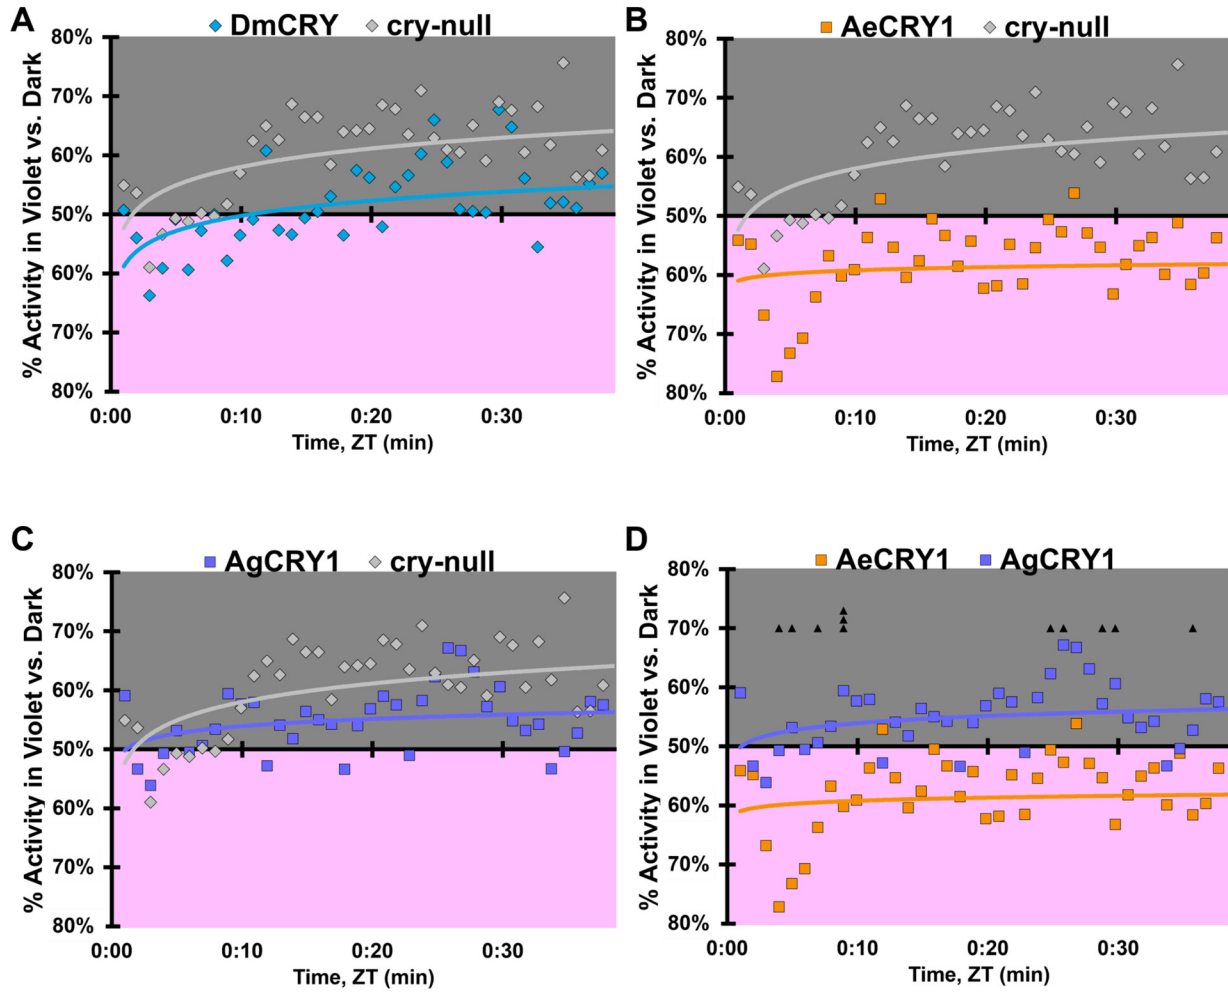 A
DmCRY cry-null
% Activity in Violet vs. Dark
80%
70%
60%
50%
60%
70%
80%
0:00 0:10 0:20 0:30
Time, ZT (min)
B
AeCRY1 cry-null
% Activity in Violet vs. Dark
80%
70%
60%
50%
60%
70%
80%
0:00 0:10 0:20 0:30
Time, ZT (min)
C
AgCRY1 cry-null
% Activity in Violet vs. Dark
80%
70%
60%
50%
60%
70%
80%
0:00 0:10 0:20 0:30
Time, ZT (min)
D
AeCRY1 AgCRY1
% Activity in Violet vs. Dark
80%
70%
60%
50%
60%
70%
80%
0:00 0:10 0:20 0:30
Time, ZT (min)